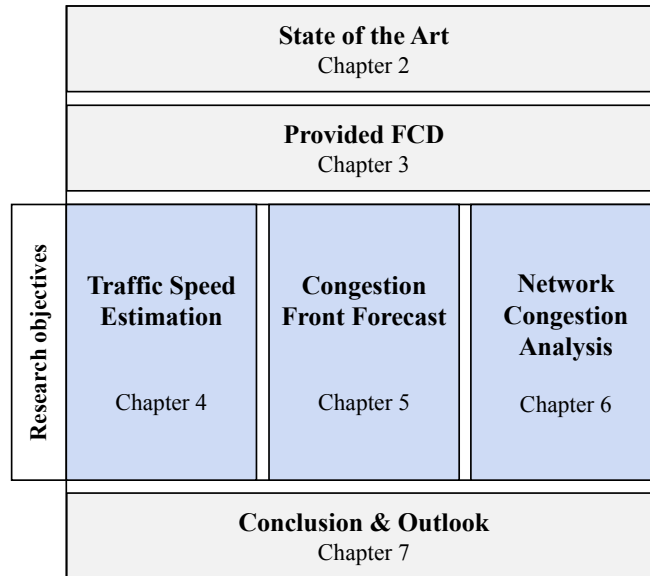 State of the Art
Chapter 2
Provided FCD
Chapter 3
Research objectives
Traffic Speed
Estimation
Chapter 4
Congestion
Front Forecast
Chapter 5
Network
Congestion
Analysis
Chapter 6
Conclusion & Outlook
Chapter 7